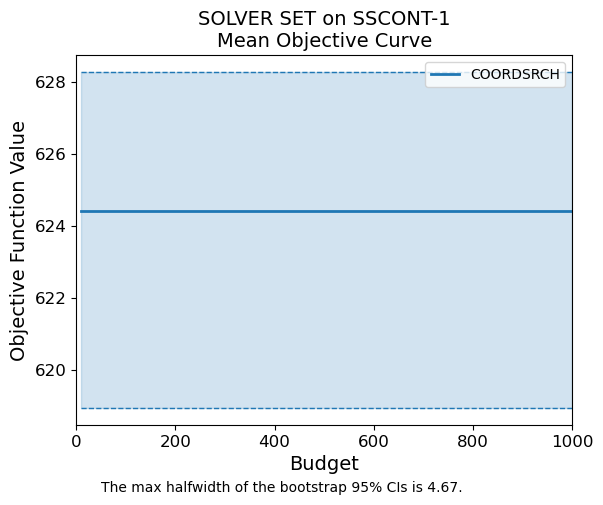 SOLVER SET on SSCONT-1
Mean Objective Curve
COORDSRCH
Objective Function Value
628
626
624
622
620
0 200 400 600 800 1000
Budget
The max halfwidth of the bootstrap 95% CIs is 4.67.